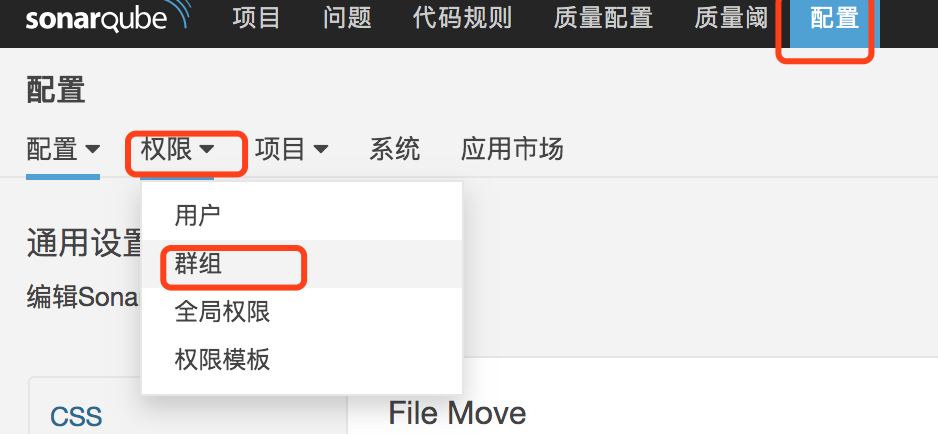 sonarqube 项目 问题 代码规则 质量配置 质量阈 配置
配置
配置 权限 项目 系统 应用市场
用户
通用设置
群组
编辑Sona
全局权限
权限模板
CSS
File Move